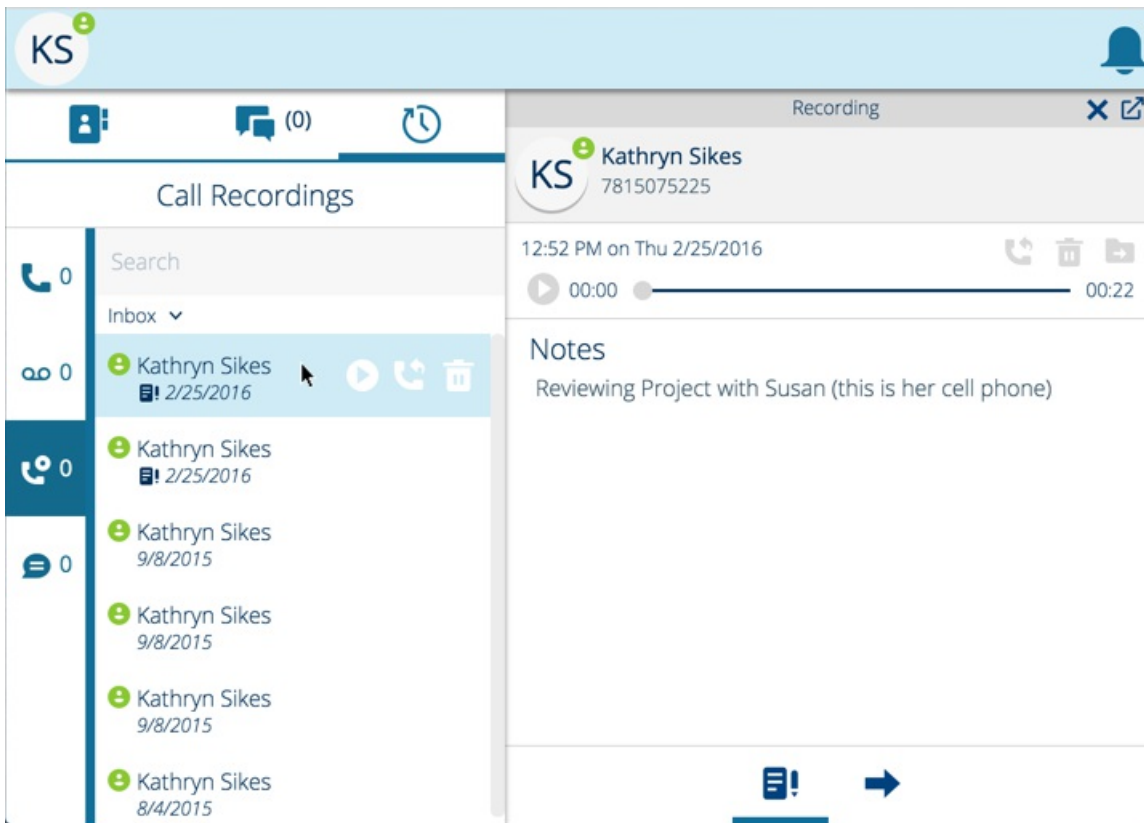 KS
(0)
Call Recordings
0
Search
Inbox
0
Kathryn Sikes
2/25/2016
0
Kathryn Sikes
2/25/2016
Kathryn Sikes
9/8/2015
0
Kathryn Sikes
9/8/2015
Kathryn Sikes
9/8/2015
Kathryn Sikes
8/4/2015
Recording
KS
Kathryn Sikes
7815075225
12:52 PM on Thu 2/25/2016
00:00 00:22
Notes
Reviewing Project with Susan (this is her cell phone)